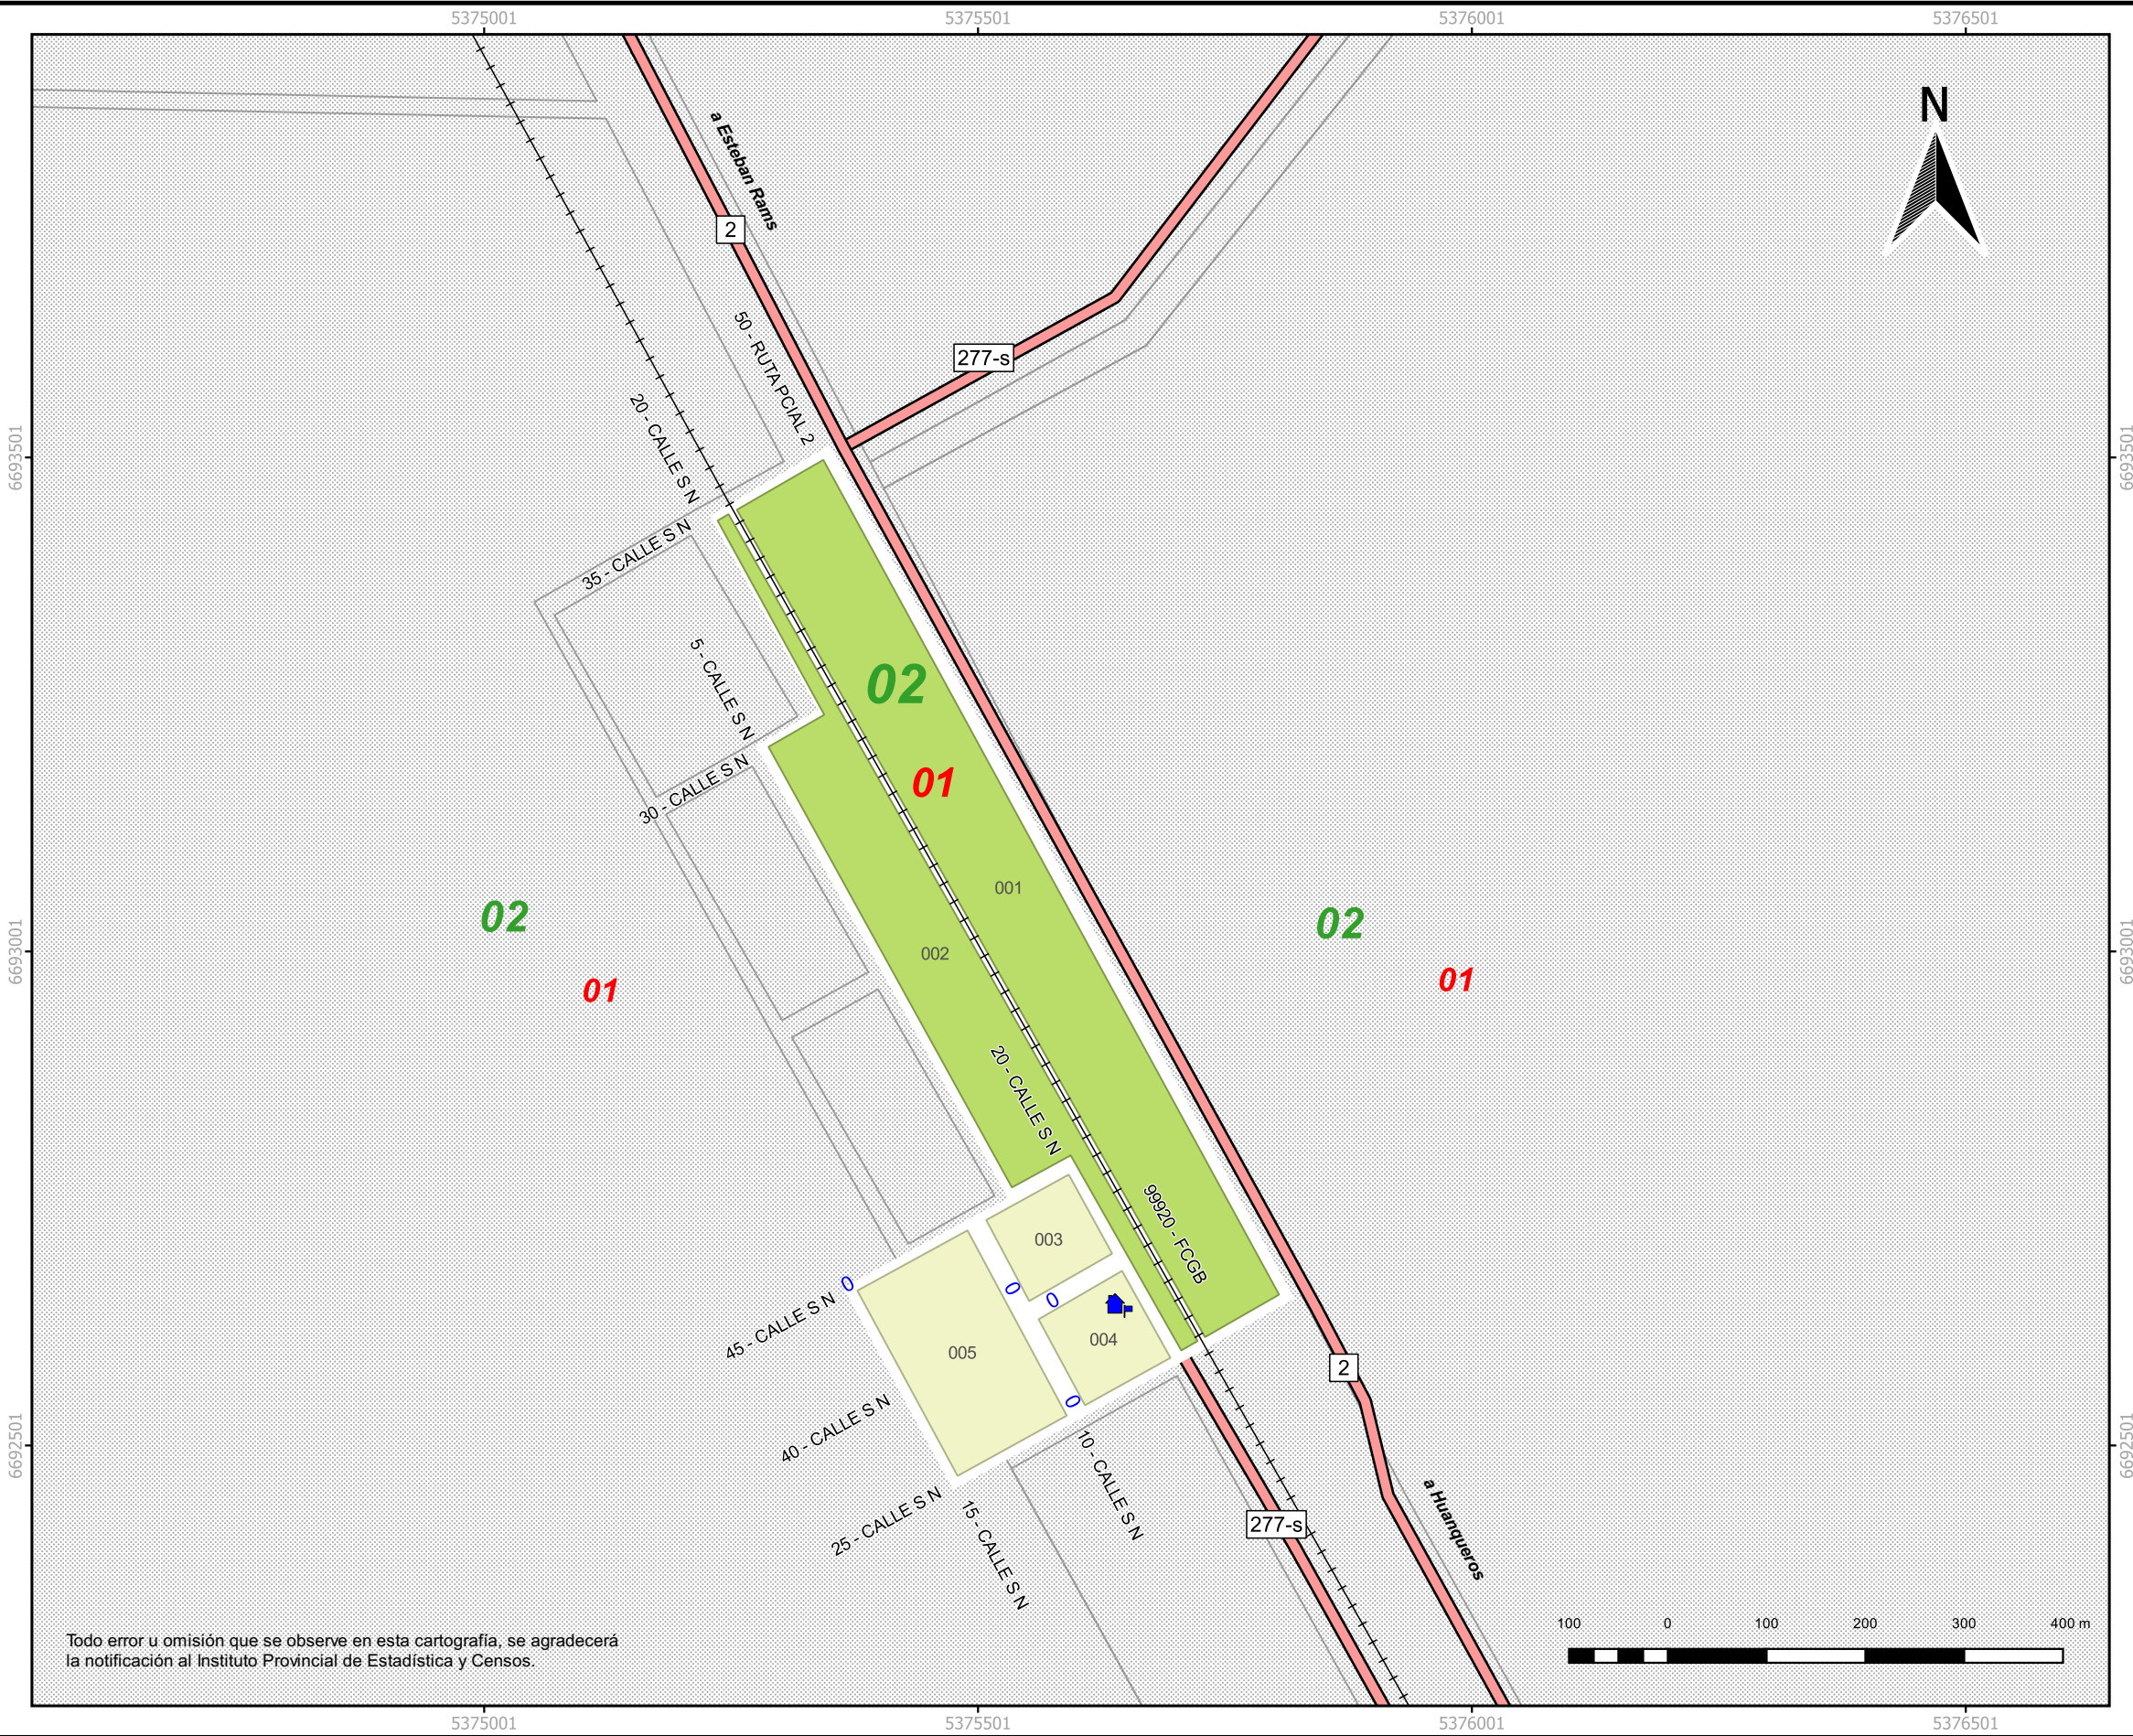 5375001 5375501 5376001 5376501
N
a Esteban Rams
2
50 - RUTA PCIAL 2
277-s
20 - CALLE S N
6693501 6693501
35 - CALLE S N
5 - CALLE S N
02
30 - CALLE S N
01
001
02 02
002
6693001 6693001
01 01
20 - CALLE S N
99920 - FCGB
003
0 0 0
45 - CALLE S N
004
005
2
40 - CALLE S N
0
6692501 6692501
10 - CALLE S N
25 - CALLE S N
15 - CALLE S N
277-s
a Huanqueros
100 0 100 200 300 400 m
Todo error u omisión que se observe en esta cartografía, se agradecerá
la notificación al Instituto Provincial de Estadística y Censos.
5375001 5375501 5376001 5376501